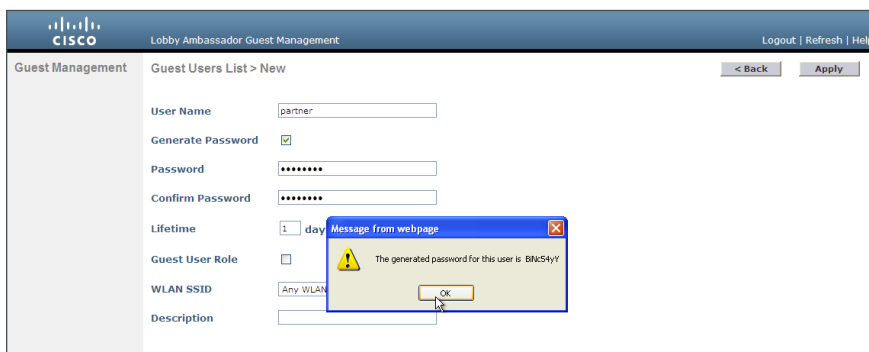 CISCO
Lobby Ambassador Guest Management
Logout | Refresh | Help
Guest Management
Guest Users List > New
< Back
Apply
User Name
partner
Generate Password
Password
••••••••
Confirm Password
••••••••
Lifetime
1 day
Message from webpage
The generated password for this user is BiNc54yY
OK
Guest User Role
WLAN SSID
Any WLAN
Description